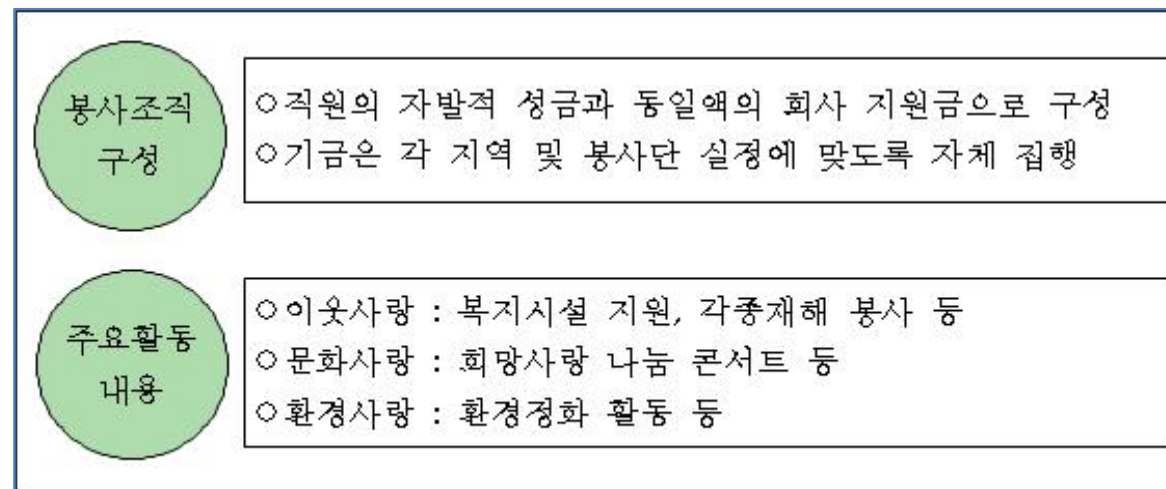 봉사조직
구성
○직원의 자발적 성금과 동일액의 회사 지원금으로 구성
○기금은 각 지역 및 봉사단 실정에 맞도록 자체 집행
주요활동
내용
○이웃사랑 : 복지시설 지원, 각종재해 봉사 등
○문화사랑 : 희망사랑 나눔 콘서트 등
○환경사랑 : 환경정화 활동 등